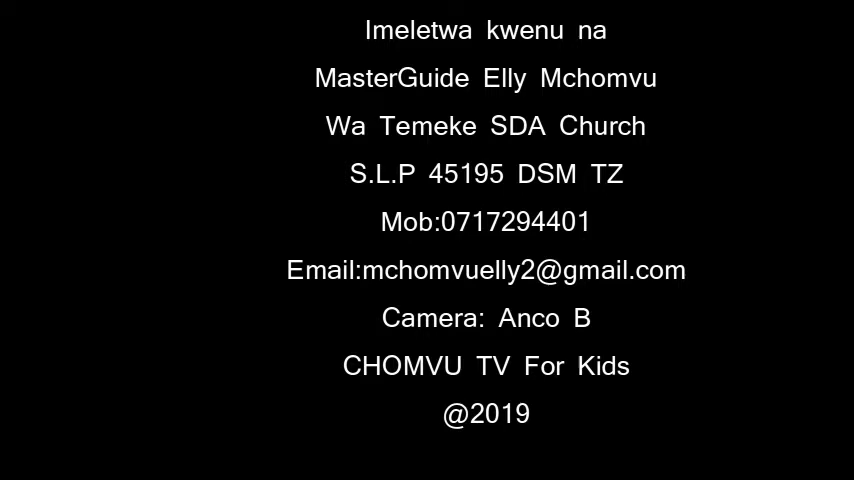 Imeletwa kwenu na
MasterGuide Elly Mchomvu
Wa Temeke SDA Church
S.L.P 45195 DSM TZ
Mob:0717294401
Email:mchomvuelly2@gmail.com
Camera: Anco B
CHOMVU TV For Kids
@2019